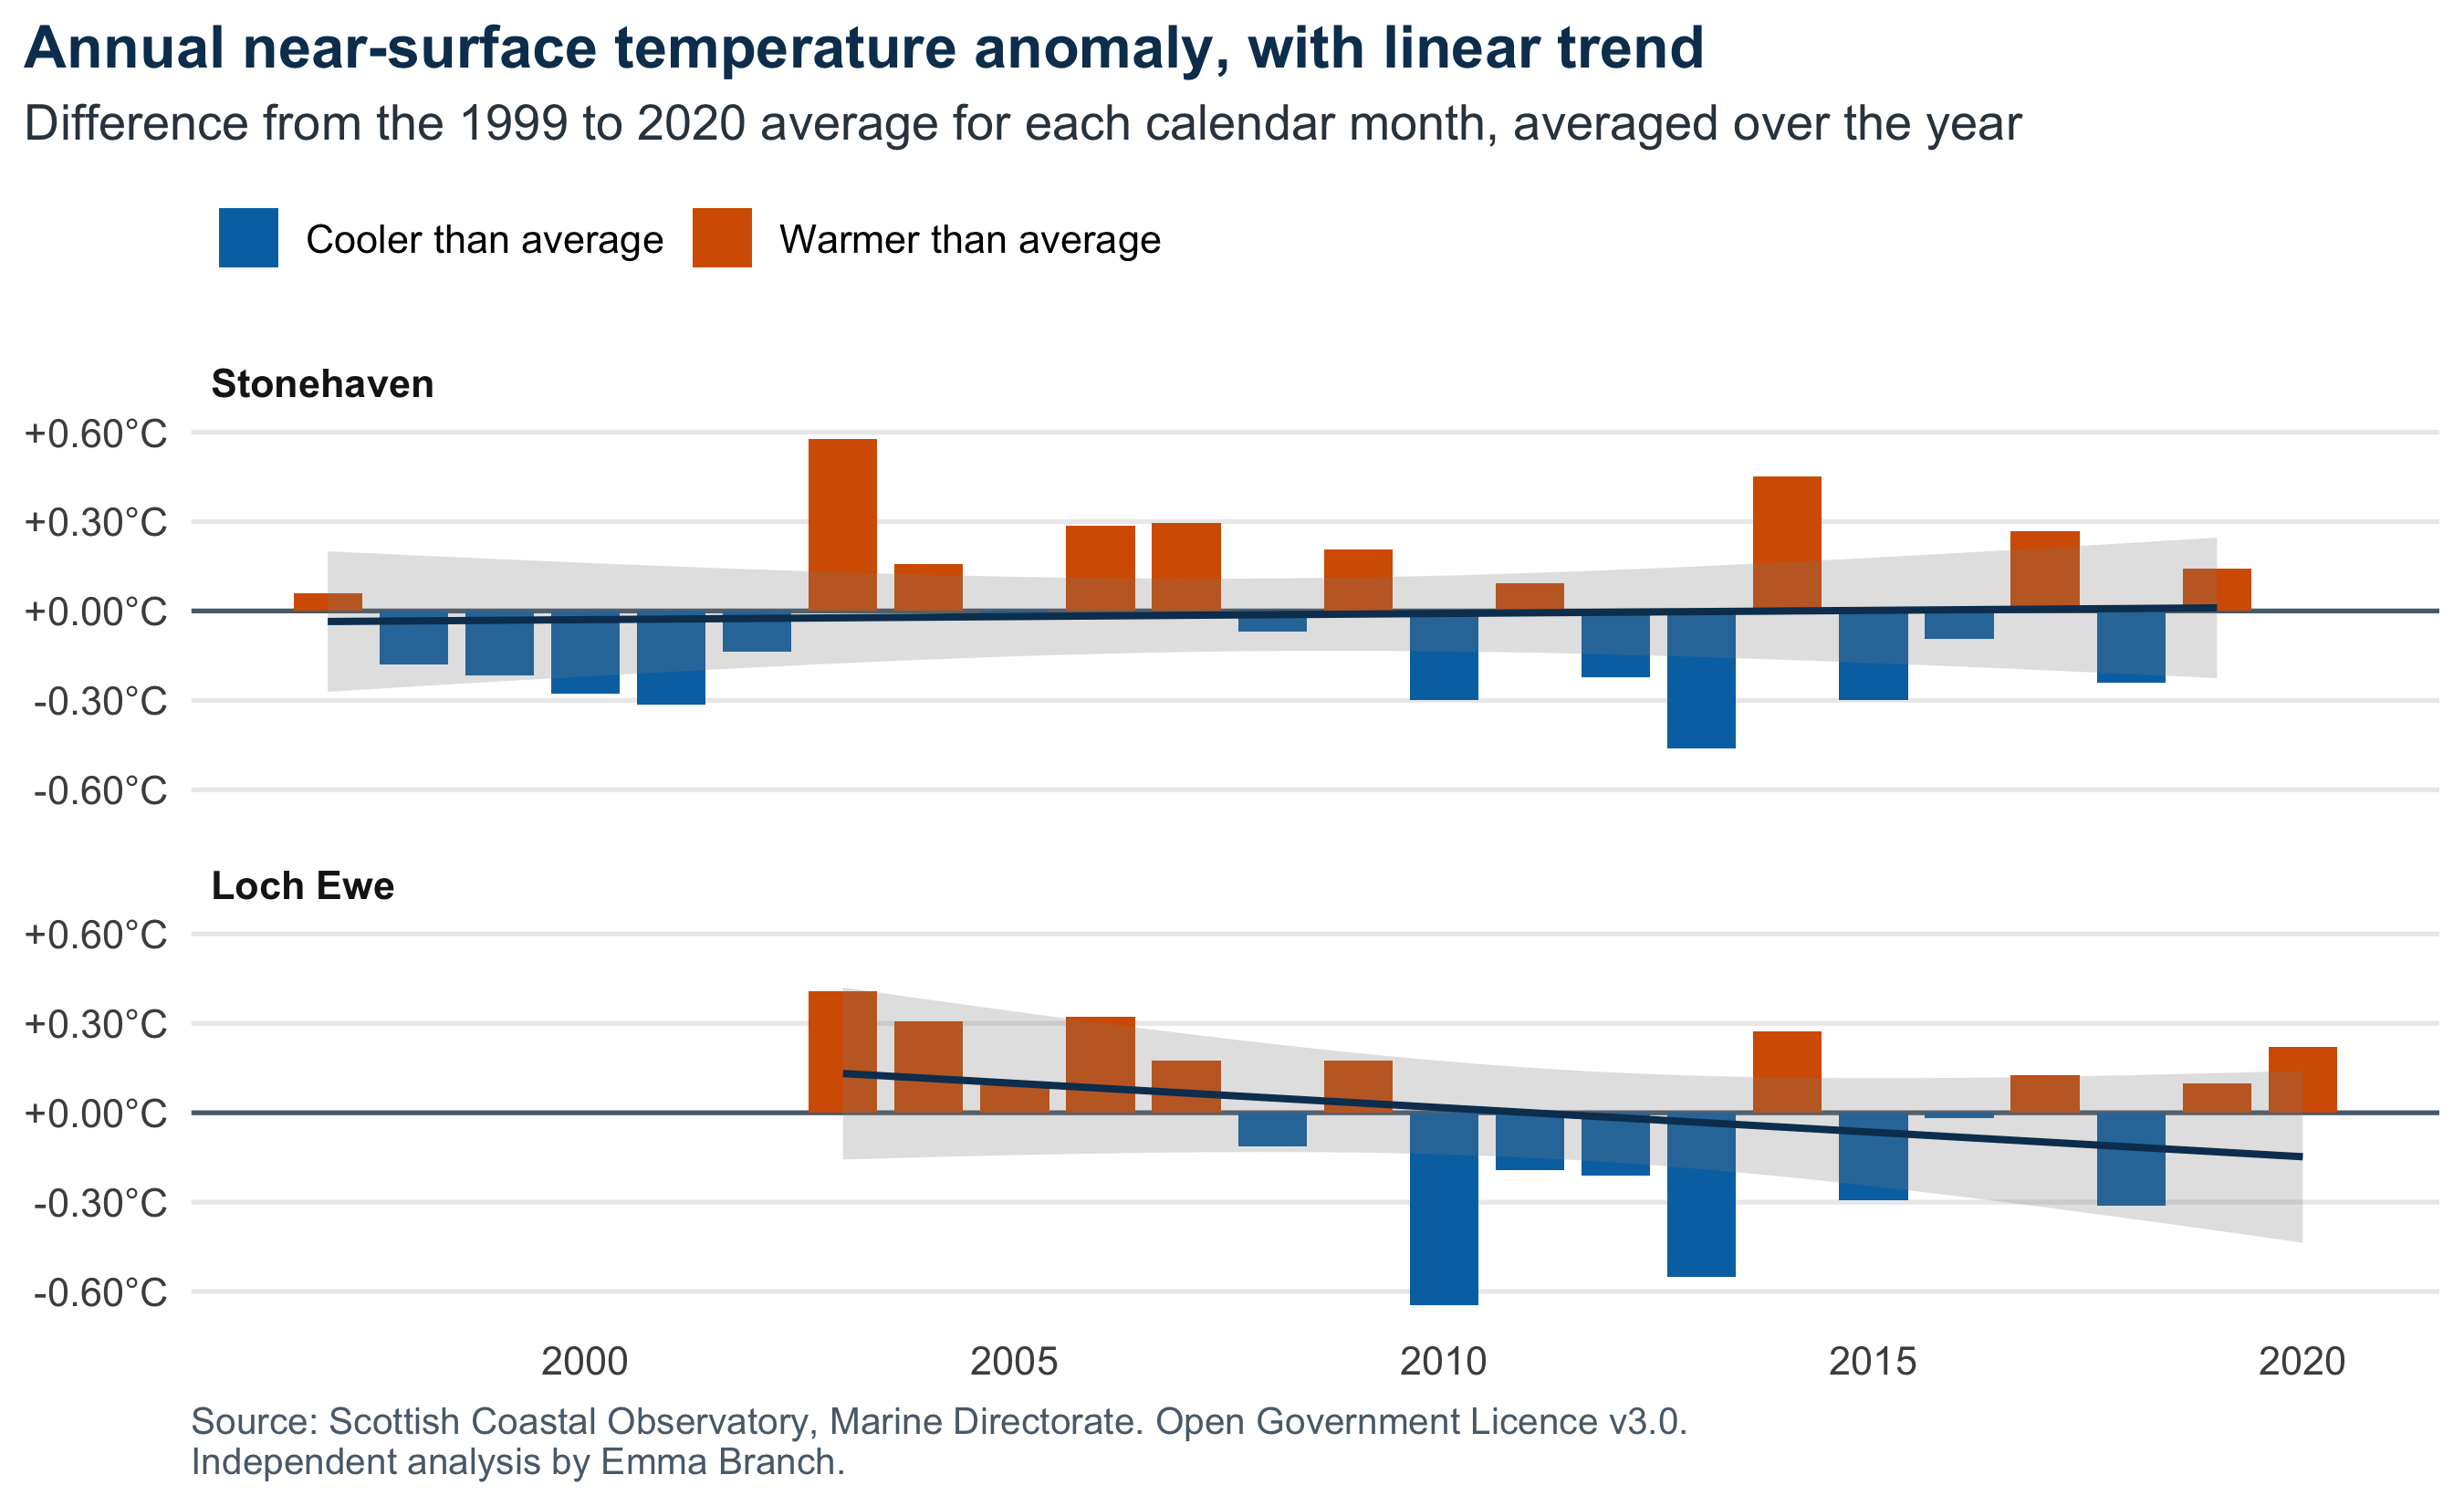 Annual near-surface temperature anomaly, with linear trend
Difference from the 1999 to 2020 average for each calendar month, averaged over the year
Cooler than average
Warmer than average
Stonehaven
+0.60°C
+0.30°C
+0.00°C
-0.30°C
-0.60°C
Loch Ewe
+0.60°C
+0.30°C
+0.00°C
-0.30°C
-0.60°C
2000 2005 2010 2015 2020
Source: Scottish Coastal Observatory, Marine Directorate. Open Government Licence v3.0.
Independent analysis by Emma Branch.